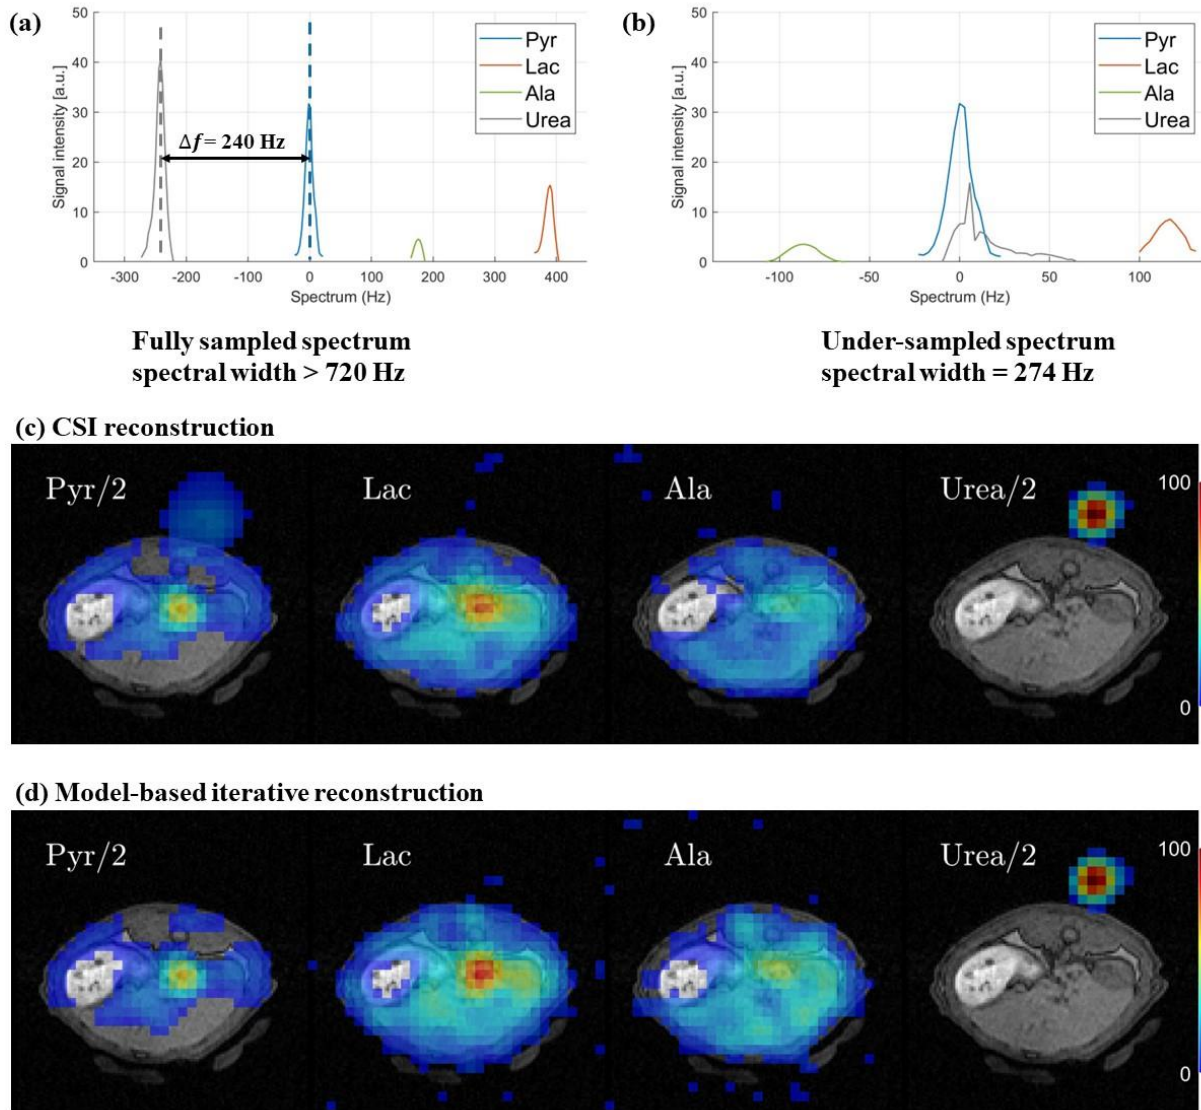 (a)
50
40
30
20
10
0
Signal intensity [a.u.]
Pyr
Lac
Ala
Urea
Δf = 240 Hz
-300 -200 -100 0 100 200 300 400
Spectrum (Hz)
Fully sampled spectrum
spectral width > 720 Hz
(b)
50
40
30
20
10
0
Signal intensity [a.u.]
Pyr
Lac
Ala
Urea
-100 -50 0 50 100
Spectrum (Hz)
Under-sampled spectrum
spectral width = 274 Hz
(c) CSI reconstruction
Pyr/2 Lac Ala Urea/2
100
0
(d) Model-based iterative reconstruction
Pyr/2 Lac Ala Urea/2
100
0